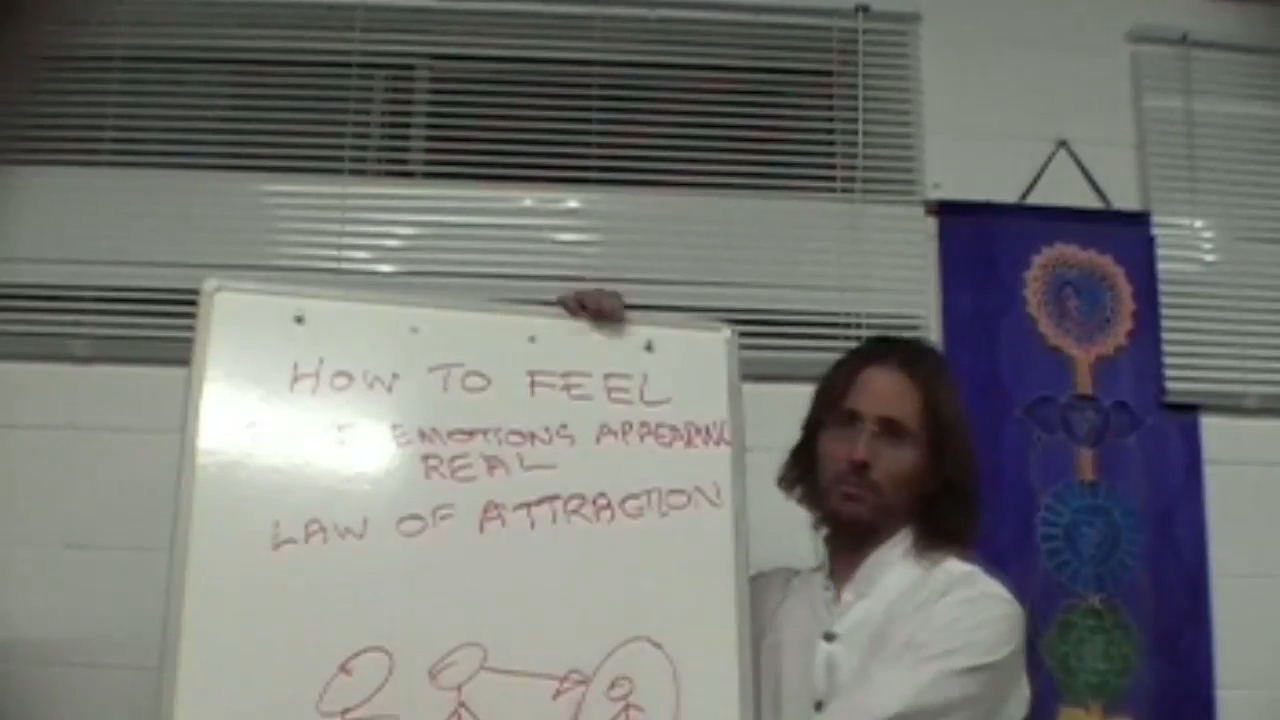 HOW TO FEEL
EMOTIONS APPEARING
REAL
LAW OF ATTRACTION